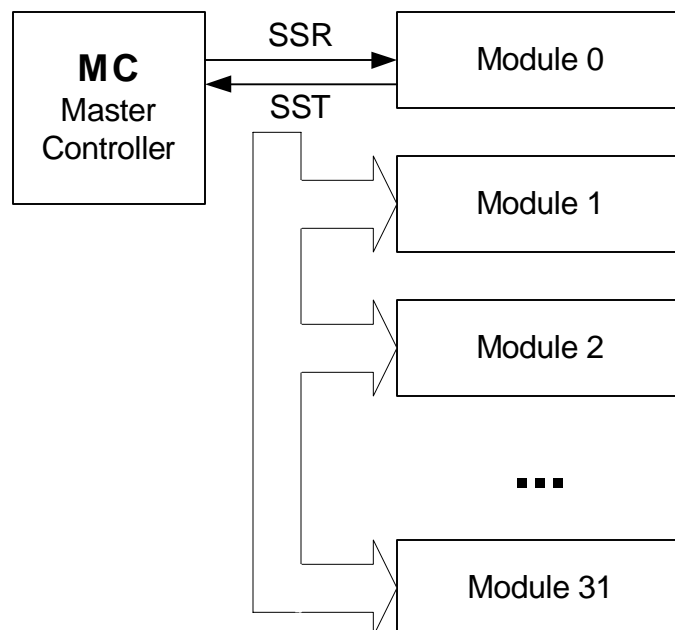 MC
Master
Controller
SSR
SST
Module 0
Module 1
Module 2
...
Module 31